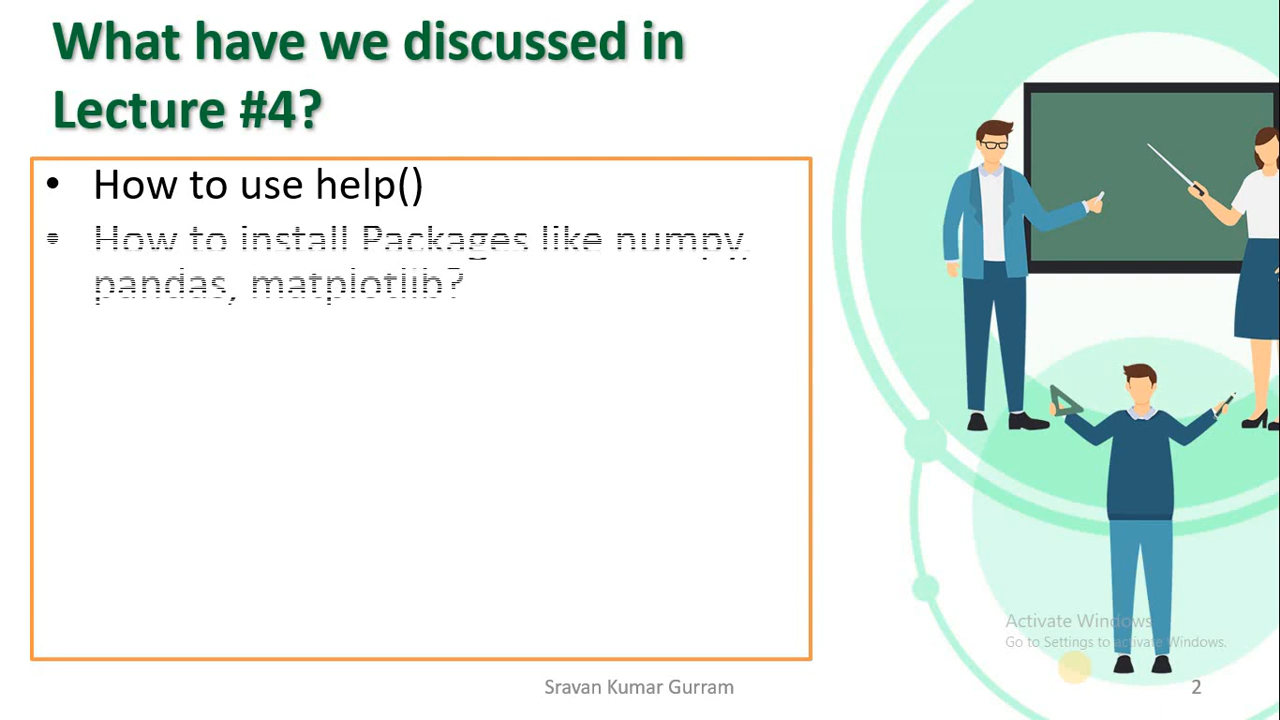 What have we discussed in
Lecture #4?
• How to use help()
• How to install Packages like numpy,
pandas, matplotlib?
Activate Windows
Go to Settings to activate Windows.
Sravan Kumar Gurram
2